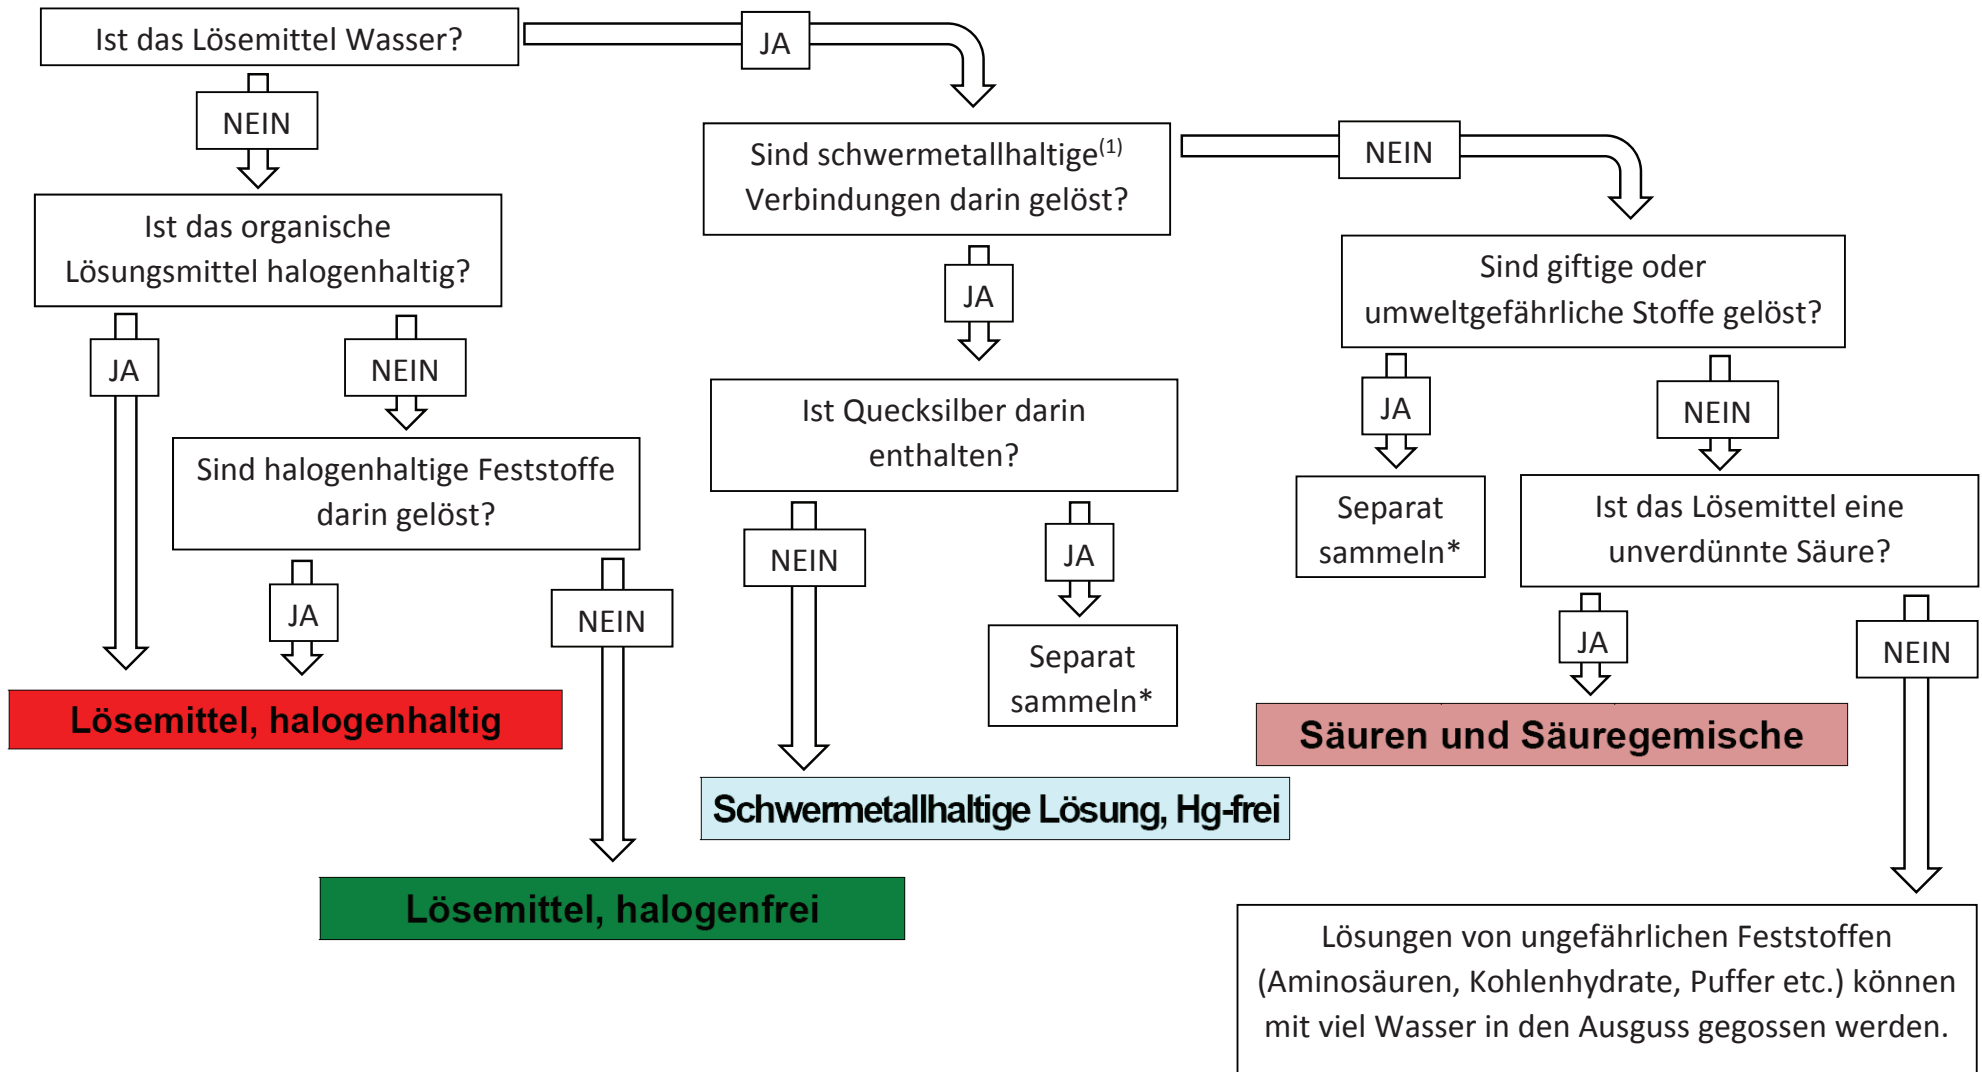 Ist das Lösemittel Wasser?
JA
NEIN
Sind schwermetallhaltige(1)
Verbindungen darin gelöst?
NEIN
Ist das organische
Lösungsmittel halogenhaltig?
JA
Sind giftige oder
umweltgefährliche Stoffe gelöst?
JA
NEIN
Ist Quecksilber darin
enthalten?
JA
NEIN
Sind halogenhaltige Feststoffe
darin gelöst?
Separat
sammeln*
Ist das Lösemittel eine
unverdünnte Säure?
NEIN
JA
JA
NEIN
Separat
sammeln*
JA
NEIN
Lösemittel, halogenhaltig
Säuren und Säuregemische
Schwermetallhaltige Lösung, Hg-frei
Lösemittel, halogenfrei
Lösungen von ungefährlichen Feststoffen
(Aminosäuren, Kohlenhydrate, Puffer etc.) können
mit viel Wasser in den Ausguss gegossen werden.